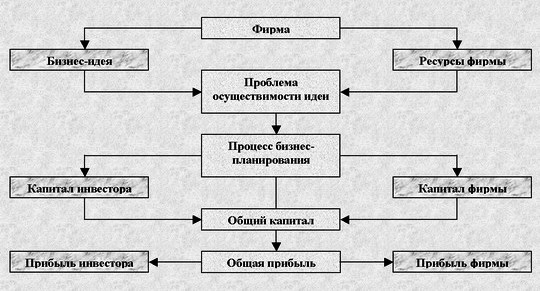 Фирма
Бизнес-идея
Ресурсы фирмы
Проблема
осуществимости идеи
Процесс бизнес-
планирования
Капитал инвестора
Капитал фирмы
Общий капитал
Прибыль инвестора
Общая прибыль
Прибыль фирмы